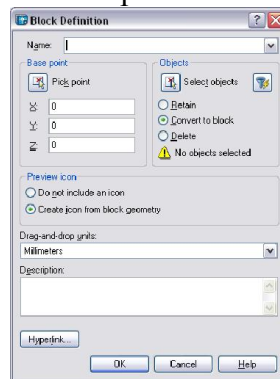 Block Definition
Name:
Base point
Pick point
X: 0
Y: 0
Z: 0
Objects
Select objects
Retain
Convert to block
Delete
No objects selected
Preview icon
Do not include an icon
Create icon from block geometry
Drag-and-drop units:
Millimeters
Description:
Hyperlink...
OK Cancel Help